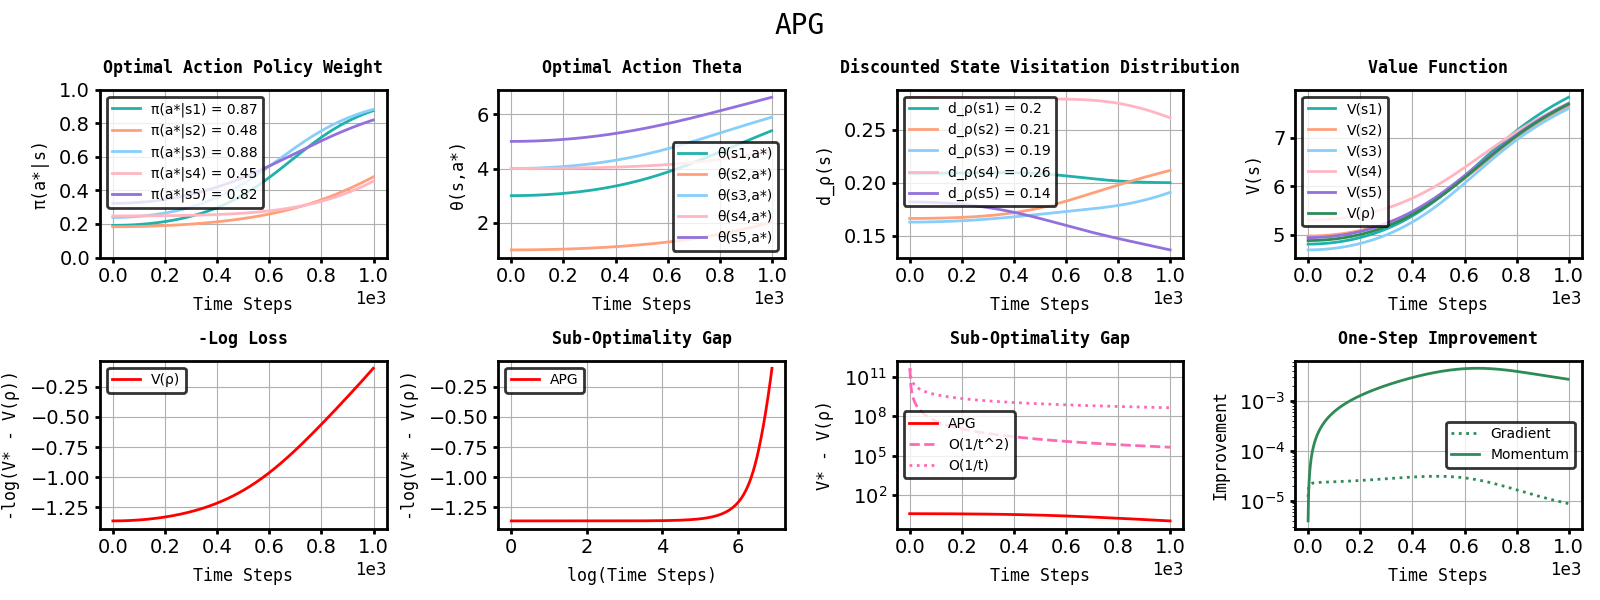 APG
Optimal Action Policy Weight
π(a*|s)
1.0
0.8
0.6
0.4
0.2
0.0
π(a*|s1) = 0.87
π(a*|s2) = 0.48
π(a*|s3) = 0.88
π(a*|s4) = 0.45
π(a*|s5) = 0.82
0.0 0.2 0.4 0.6 0.8 1.0
1e3
Time Steps
Optimal Action Theta
θ(s,a*)
6
4
2
θ(s1,a*)
θ(s2,a*)
θ(s3,a*)
θ(s4,a*)
θ(s5,a*)
0.0 0.2 0.4 0.6 0.8 1.0
1e3
Time Steps
Discounted State Visitation Distribution
d_ρ(s)
0.25
0.20
0.15
d_ρ(s1) = 0.2
d_ρ(s2) = 0.21
d_ρ(s3) = 0.19
d_ρ(s4) = 0.26
d_ρ(s5) = 0.14
0.0 0.2 0.4 0.6 0.8 1.0
1e3
Time Steps
Value Function
V(s)
7
6
5
V(s1)
V(s2)
V(s3)
V(s4)
V(s5)
V(ρ)
0.0 0.2 0.4 0.6 0.8 1.0
1e3
Time Steps
-Log Loss
-log(V* - V(ρ))
−0.25
−0.50
−0.75
−1.00
−1.25
V(ρ)
0.0 0.2 0.4 0.6 0.8 1.0
1e3
Time Steps
Sub-Optimality Gap
-log(V* - V(ρ))
−0.25
−0.50
−0.75
−1.00
−1.25
APG
0 2 4 6
log(Time Steps)
Sub-Optimality Gap
V* - V(ρ)
10^11
10^8
10^5
10^2
APG
O(1/t^2)
O(1/t)
0.0 0.2 0.4 0.6 0.8 1.0
1e3
Time Steps
One-Step Improvement
Improvement
10^−3
10^−4
10^−5
Gradient
Momentum
0.0 0.2 0.4 0.6 0.8 1.0
1e3
Time Steps